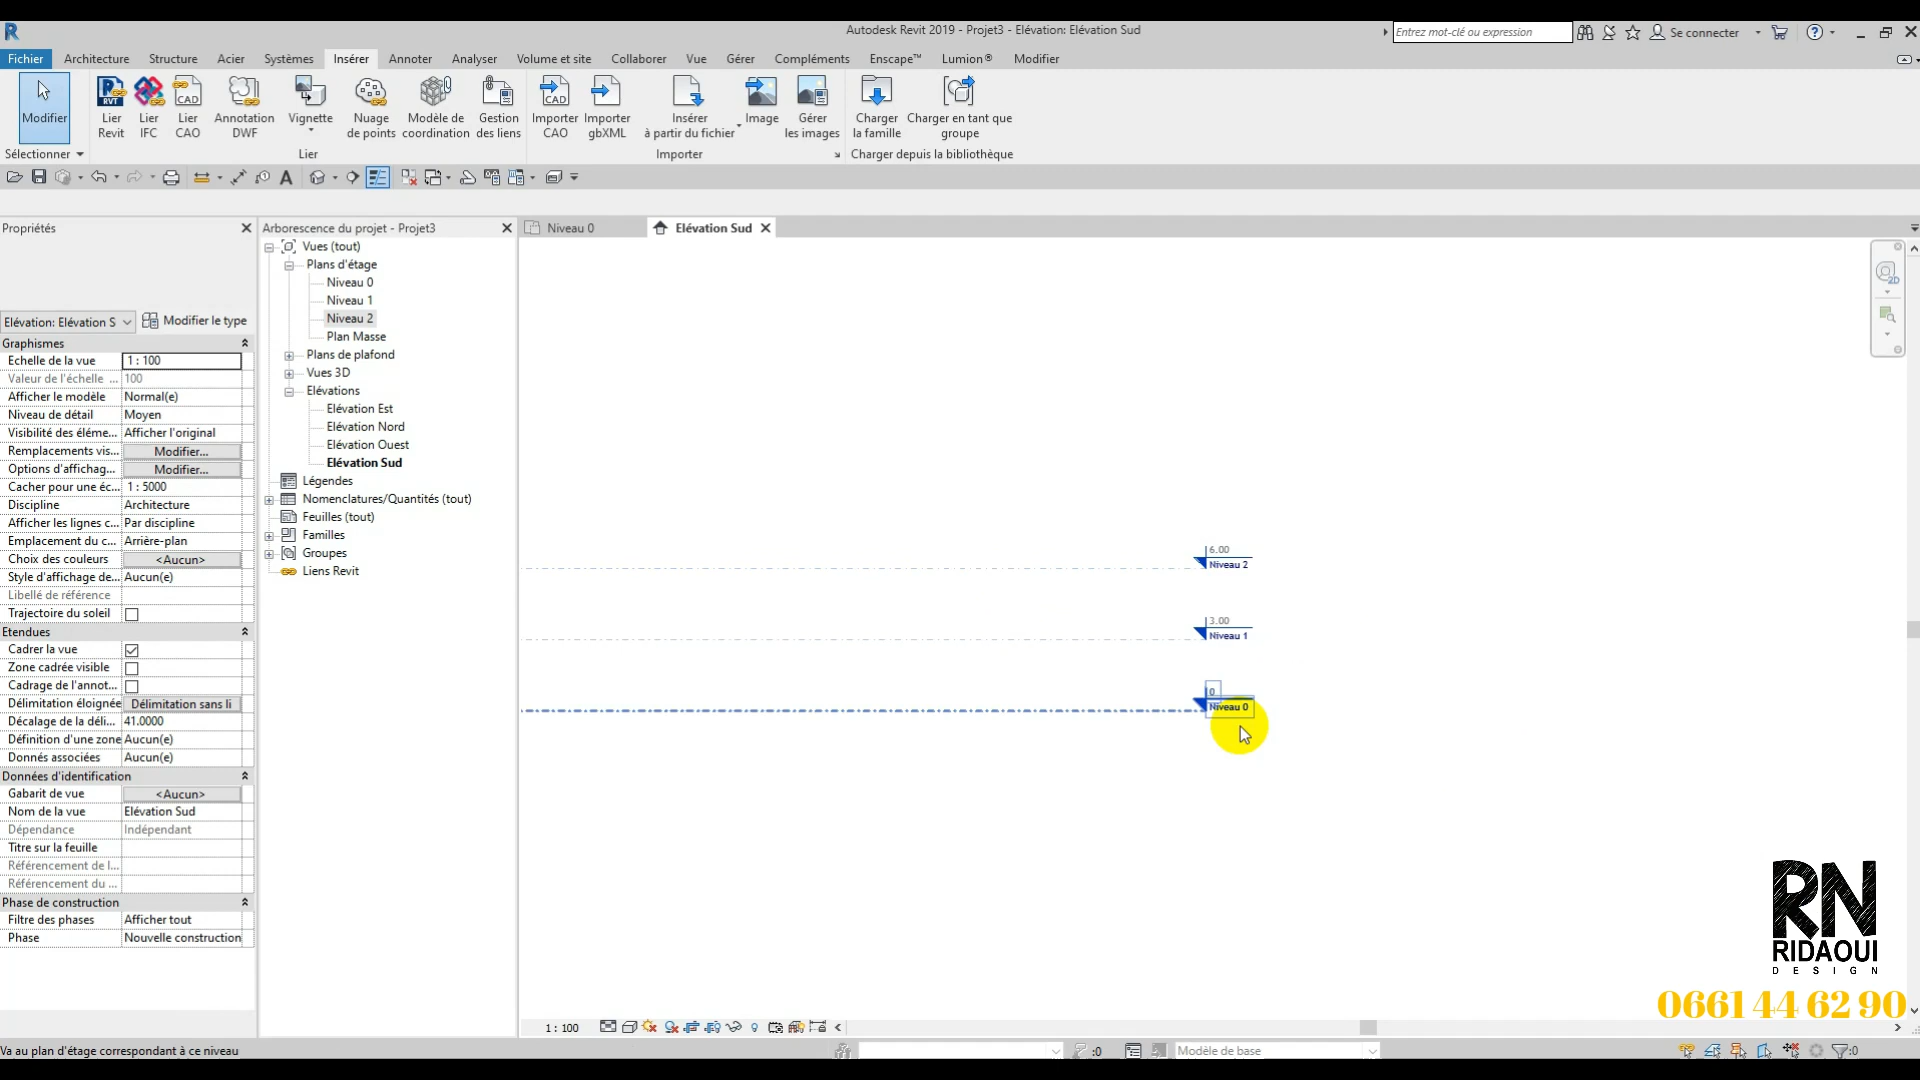 Autodesk Revit 2019 - Projet3 - Elévation: Elévation Sud
Entrez mot-clé ou expression
Se connecter
Fichier Architecture Structure Acier Systèmes Insérer Annoter Analyser Volume et site Collaborer Vue Gérer Compléments Enscape™ Lumion® Modifier
Modifier
Lier Revit
Lier IFC
Lier CAO
Annotation DWF
Vignette
Nuage de points
Modèle de coordination
Gestion des liens
Importer CAO
Importer gbXML
Insérer à partir du fichier
Image
Gérer les images
Charger la famille
Charger en tant que groupe
Sélectionner
Lier
Importer
Charger depuis la bibliothèque
Propriétés
Elévation: Elévation S
Modifier le type
Graphismes
Echelle de la vue 1 : 100
Valeur de l'échelle ... 100
Afficher le modèle Normal(e)
Niveau de détail Moyen
Visibilité des éléme... Afficher l'original
Remplacements vis... Modifier...
Options d'affichag... Modifier...
Cacher pour une éc... 1 : 5000
Discipline Architecture
Afficher les lignes c... Par discipline
Emplacement du c... Arrière-plan
Choix des couleurs <Aucun>
Style d'affichage de... Aucun(e)
Libellé de référence
Trajectoire du soleil
Etendues
Cadrer la vue
Zone cadrée visible
Cadrage de l'annot...
Délimitation éloignée Délimitation sans li
Décalage de la déli... 41.0000
Définition d'une zone Aucun(e)
Donnés associées Aucun(e)
Données d'identification
Gabarit de vue <Aucun>
Nom de la vue Elévation Sud
Dépendance Indépendant
Titre sur la feuille
Référencement de l...
Référencement du ...
Phase de construction
Filtre des phases Afficher tout
Phase Nouvelle construction
Arborescence du projet - Projet3
Vues (tout)
Plans d'étage
Niveau 0
Niveau 1
Niveau 2
Plan Masse
Plans de plafond
Vues 3D
Elévations
Elévation Est
Elévation Nord
Elévation Ouest
Elévation Sud
Légendes
Nomenclatures/Quantités (tout)
Feuilles (tout)
Familles
Groupes
Liens Revit
Niveau 0
Elévation Sud
2D
6.00
Niveau 2
3.00
Niveau 1
0
Niveau 0
RN
RIDAOUI
DESIGN
0661 44 62 90
1 : 100
Va au plan d'étage correspondant à ce niveau
:0
Modèle de base
:0